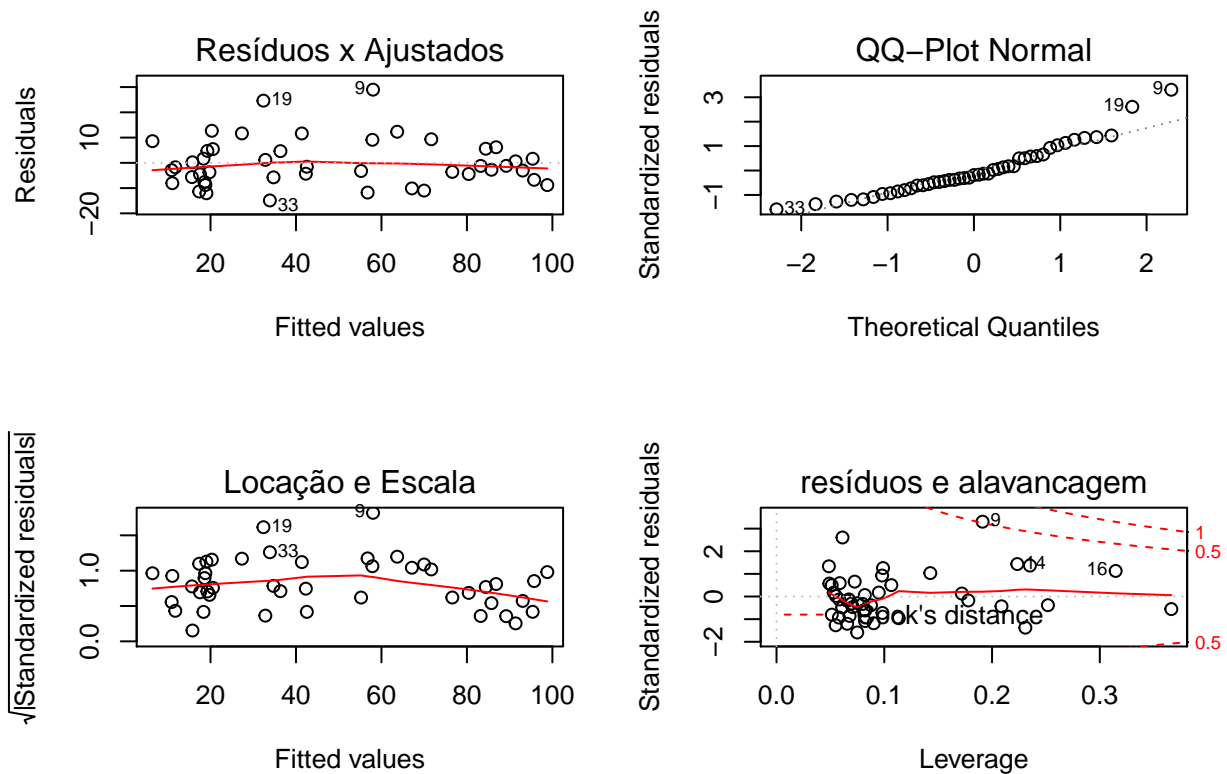 Resíduos x Ajustados
Residuals
10
−20
19
9
33
20 40 60 80 100
Fitted values
QQ−Plot Normal
Standardized residuals
3
1
−1
33
19
9
−2 −1 0 1 2
Theoretical Quantiles
Locação e Escala
√|Standardized residuals|
1.0
0.0
19
9
33
20 40 60 80 100
Fitted values
resíduos e alavancagem
Standardized residuals
2
0
−2
9
14
16
1
0.5
0.5
ok's distance
0.0 0.1 0.2 0.3
Leverage